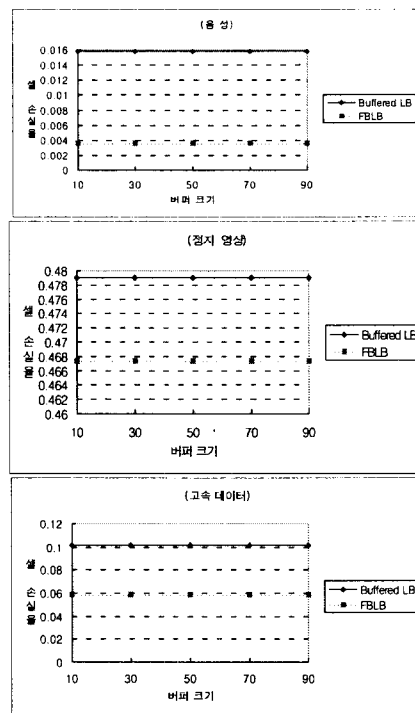 (음 성)
0.016
0.014
0.012
0.01
0.008
0.006
0.004
0.002
0
셀 손실율
10 30 50 70 90
버퍼 크기
Buffered LB
FBLB
(정지 영상)
0.48
0.478
0.476
0.474
0.472
0.47
0.468
0.466
0.464
0.462
0.46
셀 손실율
10 30 50 70 90
버퍼 크기
Buffered LB
FBLB
(고속 데이터)
0.12
0.1
0.08
0.06
0.04
0.02
0
셀 손실율
10 30 50 70 90
버퍼 크기
Buffered LB
FBLB